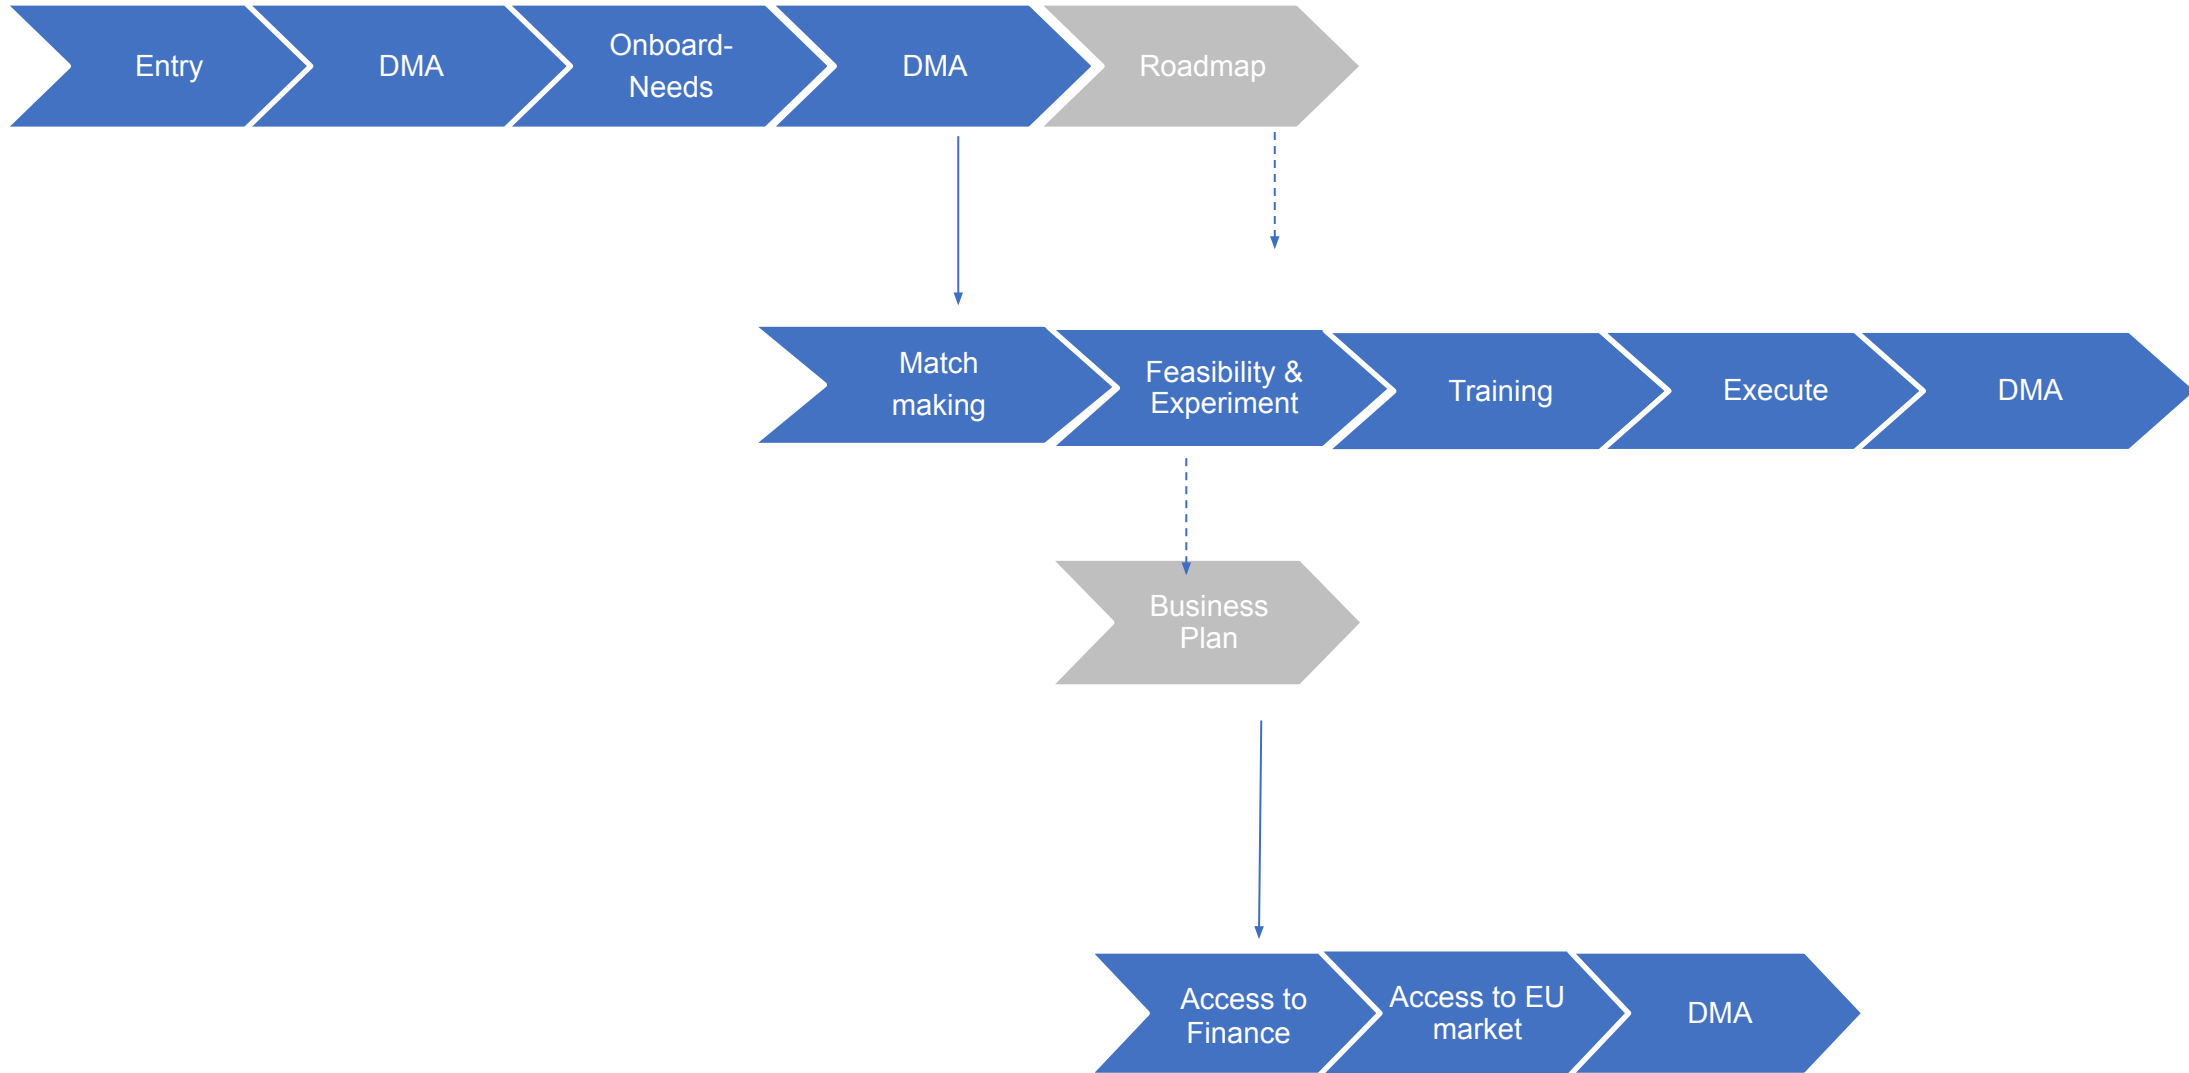 Entry
DMA
Onboard-
Needs
DMA
Roadmap
Match
making
Feasibility &
Experiment
Training
Execute
DMA
Business
Plan
Access to
Finance
Access to EU
market
DMA